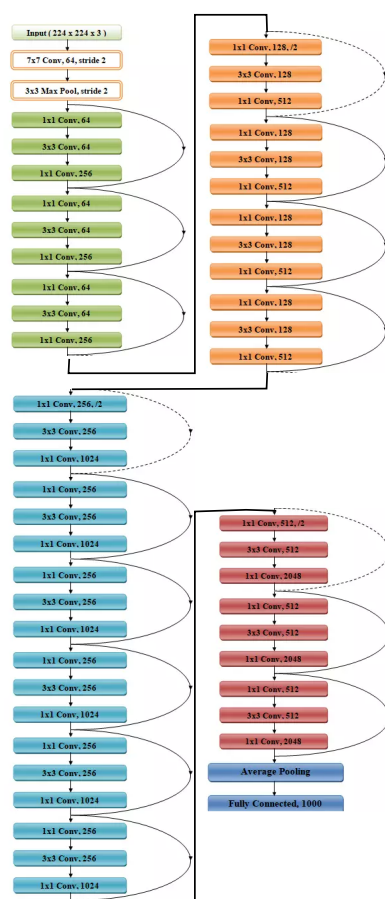 Input ( 224 x 224 x 3 )
7x7 Conv, 64, stride 2
3x3 Max Pool, stride 2
1x1 Conv, 64
3x3 Conv, 64
1x1 Conv, 256
1x1 Conv, 64
3x3 Conv, 64
1x1 Conv, 256
1x1 Conv, 64
3x3 Conv, 64
1x1 Conv, 256
1x1 Conv, 128, /2
3x3 Conv, 128
1x1 Conv, 512
1x1 Conv, 128
3x3 Conv, 128
1x1 Conv, 512
1x1 Conv, 128
3x3 Conv, 128
1x1 Conv, 512
1x1 Conv, 128
3x3 Conv, 128
1x1 Conv, 512
1x1 Conv, 256, /2
3x3 Conv, 256
1x1 Conv, 1024
1x1 Conv, 256
3x3 Conv, 256
1x1 Conv, 1024
1x1 Conv, 256
3x3 Conv, 256
1x1 Conv, 1024
1x1 Conv, 256
3x3 Conv, 256
1x1 Conv, 1024
1x1 Conv, 256
3x3 Conv, 256
1x1 Conv, 1024
1x1 Conv, 256
3x3 Conv, 256
1x1 Conv, 1024
1x1 Conv, 512, /2
3x3 Conv, 512
1x1 Conv, 2048
1x1 Conv, 512
3x3 Conv, 512
1x1 Conv, 2048
1x1 Conv, 512
3x3 Conv, 512
1x1 Conv, 2048
Average Pooling
Fully Connected, 1000